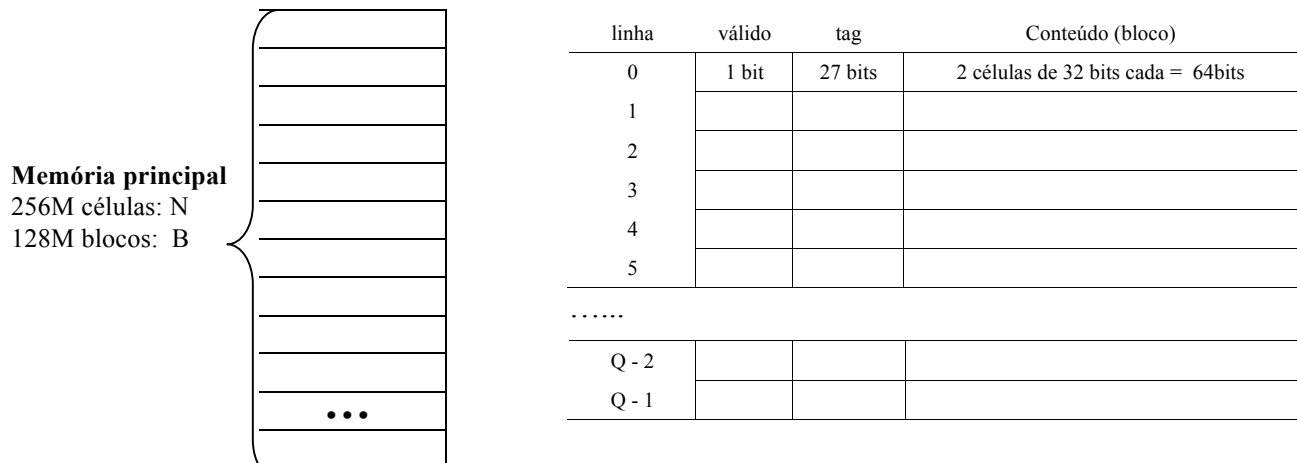 Memória principal
256M células: N
128M blocos: B
...
linha válido tag Conteúdo (bloco)
0 1 bit 27 bits 2 células de 32 bits cada = 64bits
1
2
3
4
5
......
Q - 2
Q - 1